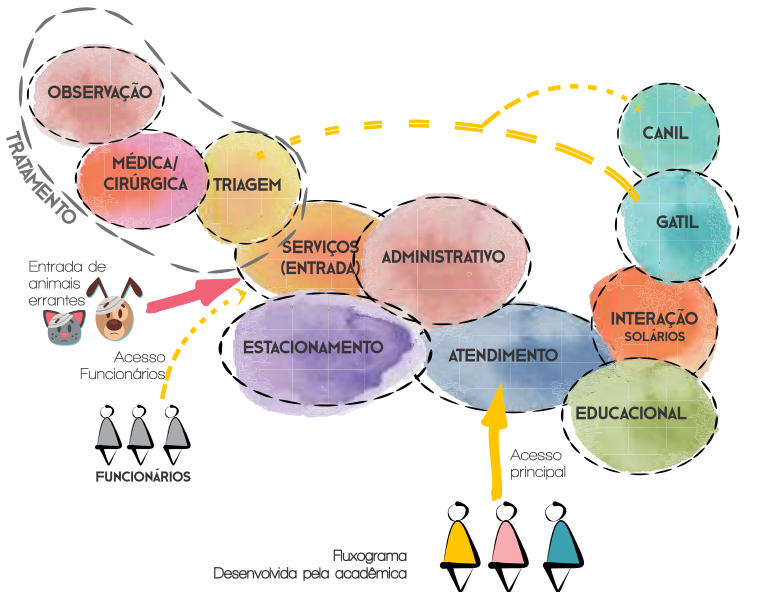 OBSERVAÇÃO
MÉDICA/
CIRÚRGICA
TRIAGEM
TRATAMENTO
CANIL
GATIL
SERVIÇOS
(ENTRADA)
ADMINISTRATIVO
Entrada de
animais
errantes
INTERAÇÃO
SOLÁRIOS
ESTACIONAMENTO
ATENDIMENTO
Acesso
Funcionários
EDUCACIONAL
FUNCIONÁRIOS
Acesso
principal
Fluxograma
Desenvolvida pela acadêmica